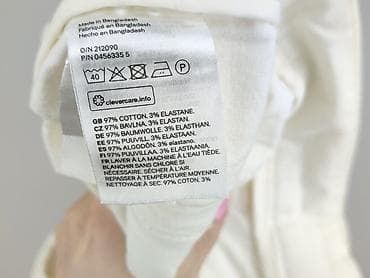 Made in Bangladesh
Fabriqué en Bangladesh
Hecho en Bangladesh
O/N 212090
P/N 0456335 5
40 P
clevercare.info
GB 97% COTTON. 3% ELASTANE.
CZ 97% BAVLNA. 3% ELASTAN.
DE 97% BAUMWOLLE. 3% ELASTHAN.
EE 97% PUUVILL. 3% ELASTAAN.
ES 97% ALGODÓN. 3% elastano.
FI 97% PUUVILLAA. 3% ELASTAANIA.
FR LAVER À LA MACHINE À L'EAU TIÈDE.
BLANCHIR SANS CHLORE SI
NÉCESSAIRE. SÉCHER À L'AIR.
REPASSER À TEMPÉRATURE MOYENNE.
NETTOYAGE À SEC. 97% COTON. 3%